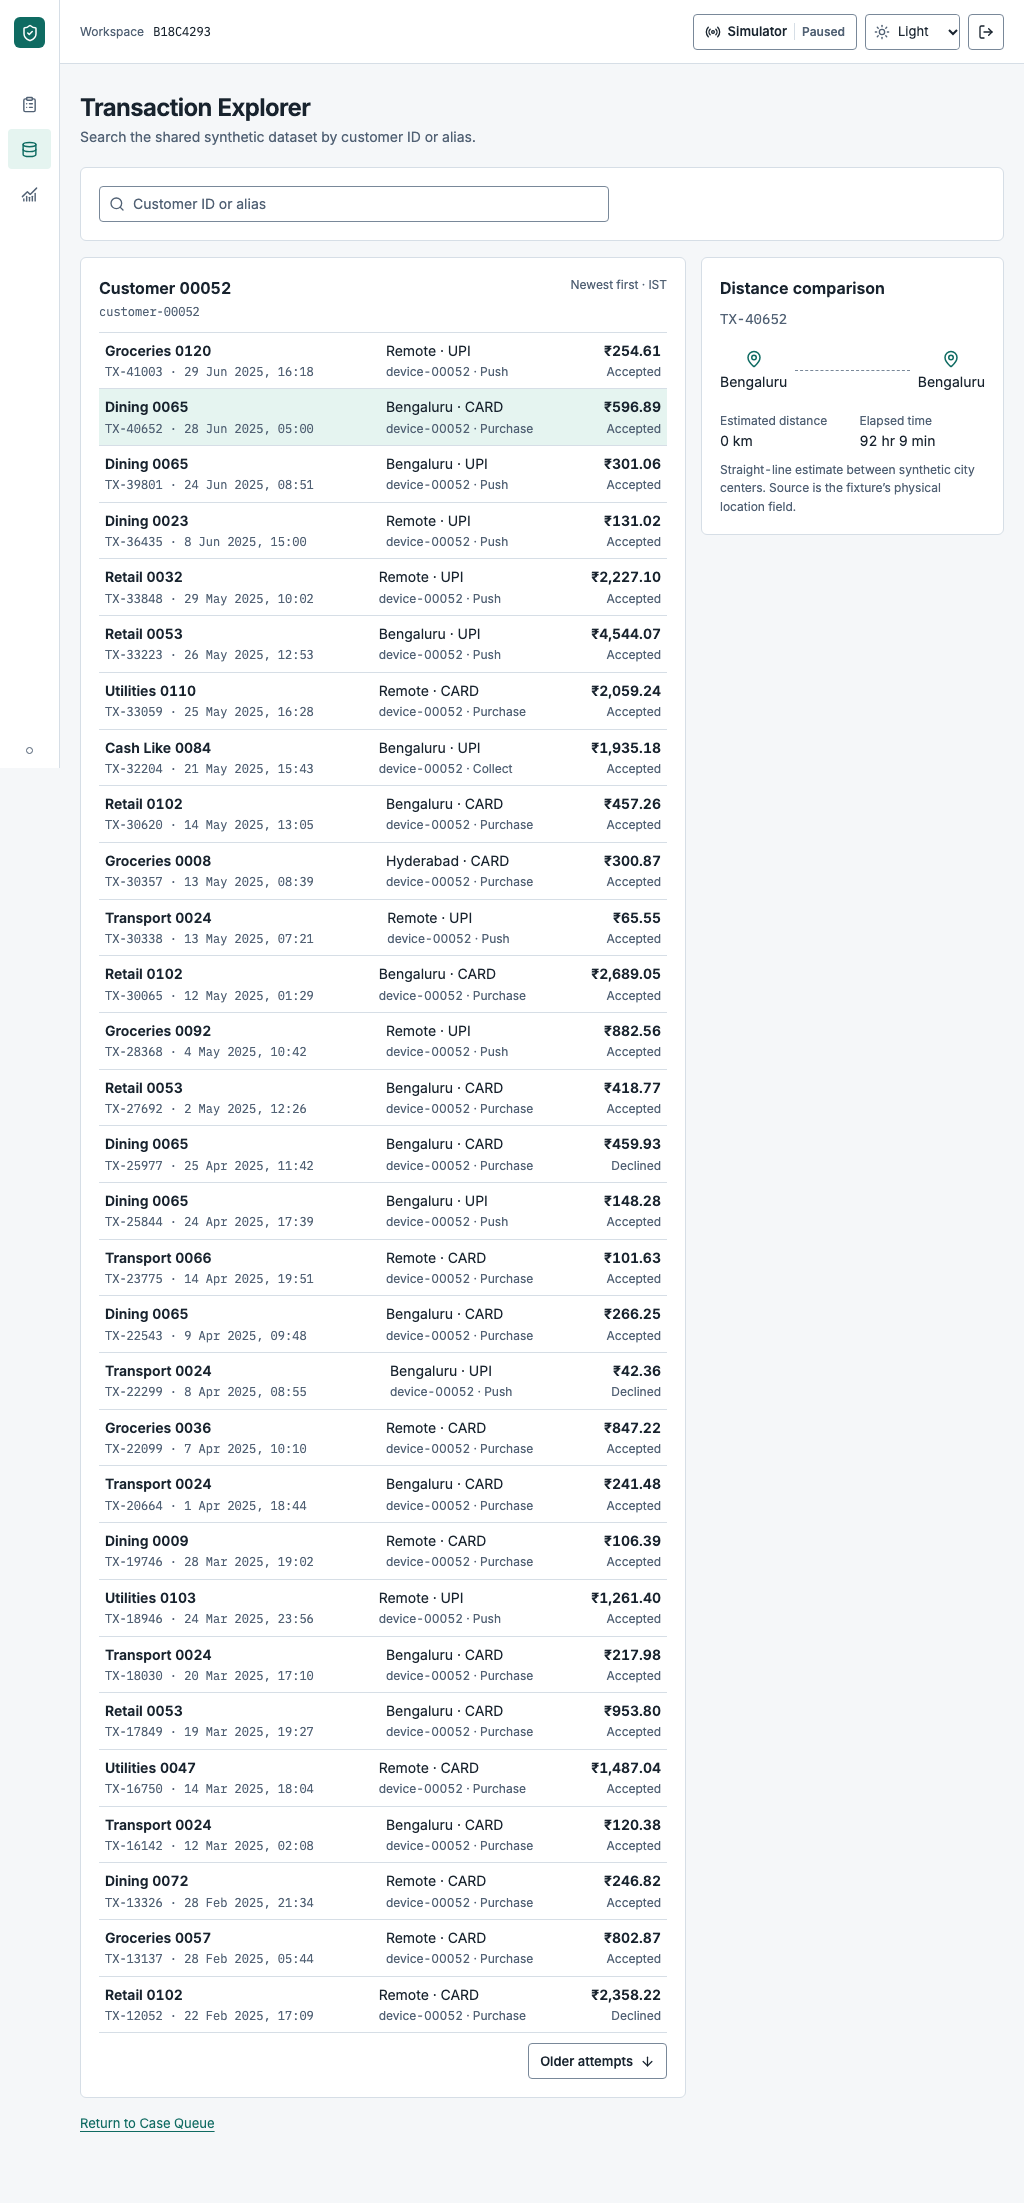 Workspace B18C4293
Simulator Paused
Light
Transaction Explorer
Search the shared synthetic dataset by customer ID or alias.
Customer ID or alias
Customer 00052
Newest first · IST
customer-00052
Groceries 0120 Remote · UPI ₹254.61
TX-41003 · 29 Jun 2025, 16:18 device-00052 · Push Accepted
Dining 0065 Bengaluru · CARD ₹596.89
TX-40652 · 28 Jun 2025, 05:00 device-00052 · Purchase Accepted
Dining 0065 Bengaluru · UPI ₹301.06
TX-39801 · 24 Jun 2025, 08:51 device-00052 · Push Accepted
Dining 0023 Remote · UPI ₹131.02
TX-36435 · 8 Jun 2025, 15:00 device-00052 · Push Accepted
Retail 0032 Remote · UPI ₹2,227.10
TX-33848 · 29 May 2025, 10:02 device-00052 · Push Accepted
Retail 0053 Bengaluru · UPI ₹4,544.07
TX-33223 · 26 May 2025, 12:53 device-00052 · Push Accepted
Utilities 0110 Remote · CARD ₹2,059.24
TX-33059 · 25 May 2025, 16:28 device-00052 · Purchase Accepted
Cash Like 0084 Bengaluru · UPI ₹1,935.18
TX-32204 · 21 May 2025, 15:43 device-00052 · Collect Accepted
Retail 0102 Bengaluru · CARD ₹457.26
TX-30620 · 14 May 2025, 13:05 device-00052 · Purchase Accepted
Groceries 0008 Hyderabad · CARD ₹300.87
TX-30357 · 13 May 2025, 08:39 device-00052 · Purchase Accepted
Transport 0024 Remote · UPI ₹65.55
TX-30338 · 13 May 2025, 07:21 device-00052 · Push Accepted
Retail 0102 Bengaluru · CARD ₹2,689.05
TX-30065 · 12 May 2025, 01:29 device-00052 · Purchase Accepted
Groceries 0092 Remote · UPI ₹882.56
TX-28368 · 4 May 2025, 10:42 device-00052 · Push Accepted
Retail 0053 Bengaluru · CARD ₹418.77
TX-27692 · 2 May 2025, 12:26 device-00052 · Purchase Accepted
Dining 0065 Bengaluru · CARD ₹459.93
TX-25977 · 25 Apr 2025, 11:42 device-00052 · Purchase Declined
Dining 0065 Bengaluru · UPI ₹148.28
TX-25844 · 24 Apr 2025, 17:39 device-00052 · Push Accepted
Transport 0066 Remote · CARD ₹101.63
TX-23775 · 14 Apr 2025, 19:51 device-00052 · Purchase Accepted
Dining 0065 Bengaluru · CARD ₹266.25
TX-22543 · 9 Apr 2025, 09:48 device-00052 · Purchase Accepted
Transport 0024 Bengaluru · UPI ₹42.36
TX-22299 · 8 Apr 2025, 08:55 device-00052 · Push Declined
Groceries 0036 Remote · CARD ₹847.22
TX-22099 · 7 Apr 2025, 10:10 device-00052 · Purchase Accepted
Transport 0024 Bengaluru · CARD ₹241.48
TX-20664 · 1 Apr 2025, 18:44 device-00052 · Purchase Accepted
Dining 0009 Remote · CARD ₹106.39
TX-19746 · 28 Mar 2025, 19:02 device-00052 · Purchase Accepted
Utilities 0103 Remote · UPI ₹1,261.40
TX-18946 · 24 Mar 2025, 23:56 device-00052 · Push Accepted
Transport 0024 Bengaluru · CARD ₹217.98
TX-18030 · 20 Mar 2025, 17:10 device-00052 · Purchase Accepted
Retail 0053 Bengaluru · CARD ₹953.80
TX-17849 · 19 Mar 2025, 19:27 device-00052 · Purchase Accepted
Utilities 0047 Remote · CARD ₹1,487.04
TX-16750 · 14 Mar 2025, 18:04 device-00052 · Purchase Accepted
Transport 0024 Bengaluru · CARD ₹120.38
TX-16142 · 12 Mar 2025, 02:08 device-00052 · Purchase Accepted
Dining 0072 Remote · CARD ₹246.82
TX-13326 · 28 Feb 2025, 21:34 device-00052 · Purchase Accepted
Groceries 0057 Remote · CARD ₹802.87
TX-13137 · 28 Feb 2025, 05:44 device-00052 · Purchase Accepted
Retail 0102 Remote · CARD ₹2,358.22
TX-12052 · 22 Feb 2025, 17:09 device-00052 · Purchase Declined
Older attempts
Distance comparison
TX-40652
Bengaluru Bengaluru
Estimated distance Elapsed time
0 km 92 hr 9 min
Straight-line estimate between synthetic city
centers. Source is the fixture’s physical
location field.
Return to Case Queue